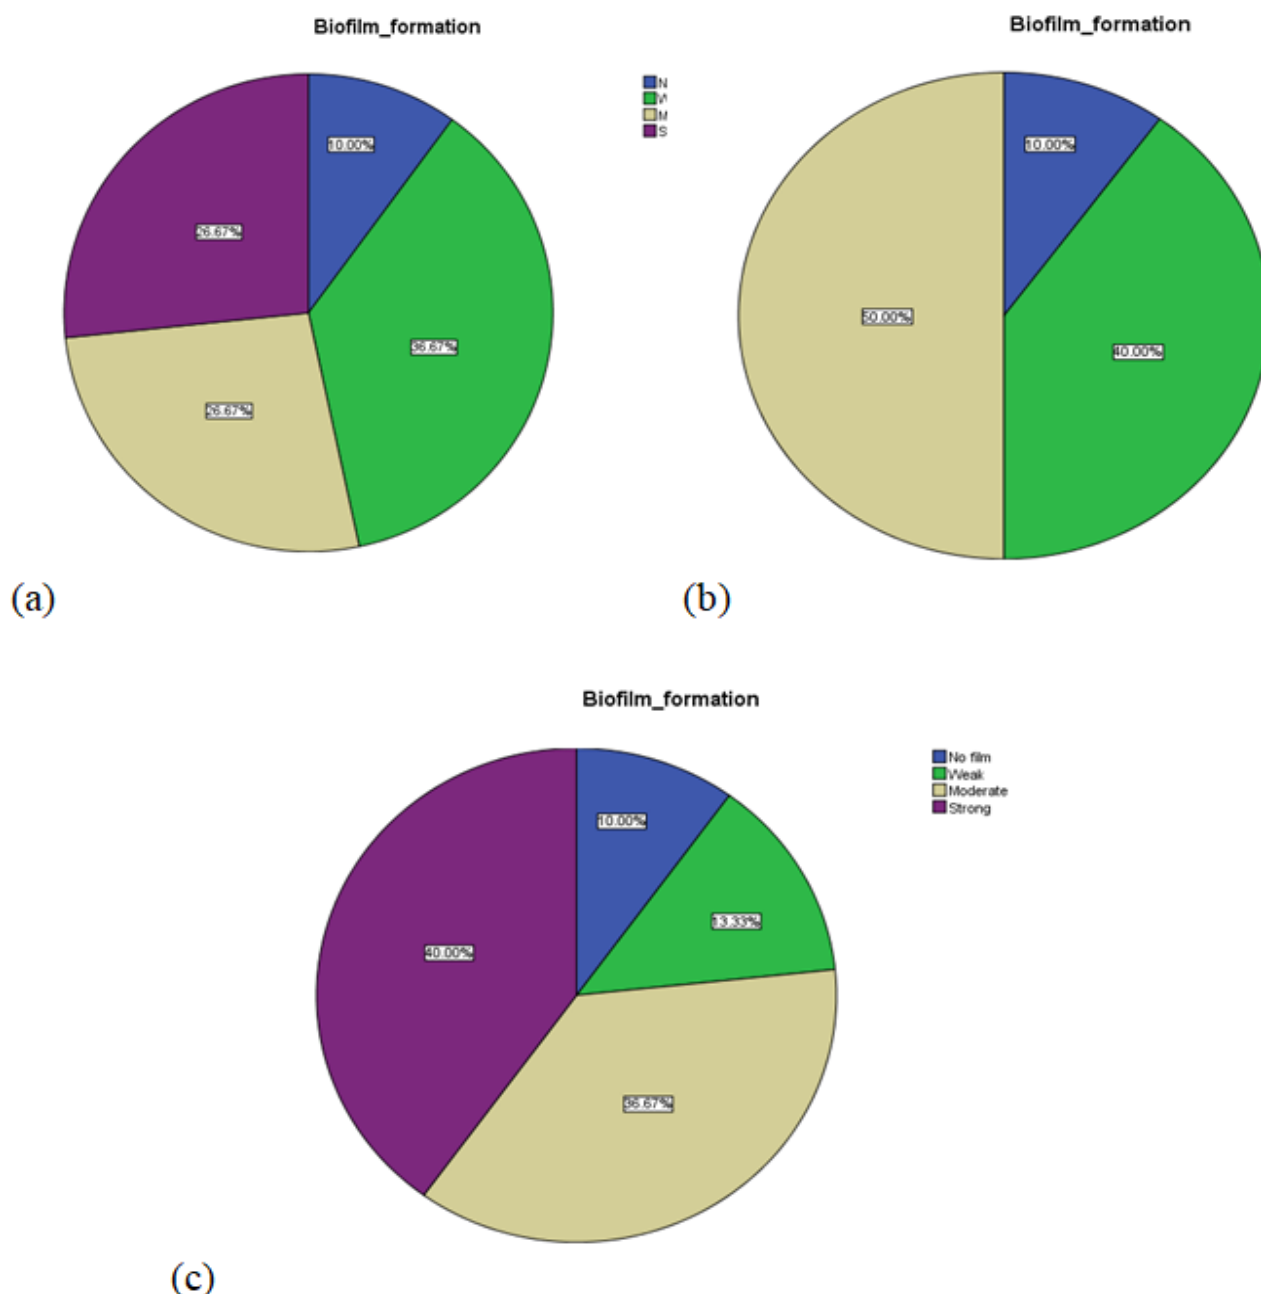 Biofilm_formation
N
M
S
10.00%
26.67%
36.67%
26.67%
(a)
Biofilm_formation
10.00%
50.00%
40.00%
(b)
Biofilm_formation
No film
Weak
Moderate
Strong
10.00%
13.33%
40.00%
36.67%
(c)